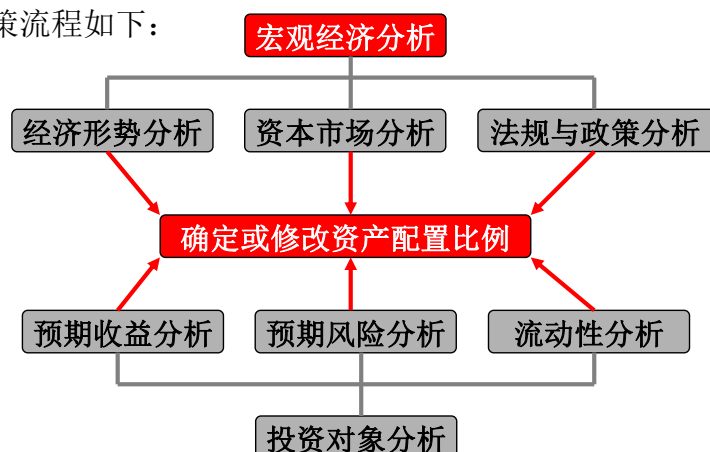 策流程如下：
宏观经济分析
经济形势分析 资本市场分析 法规与政策分析
确定或修改资产配置比例
预期收益分析 预期风险分析 流动性分析
投资对象分析